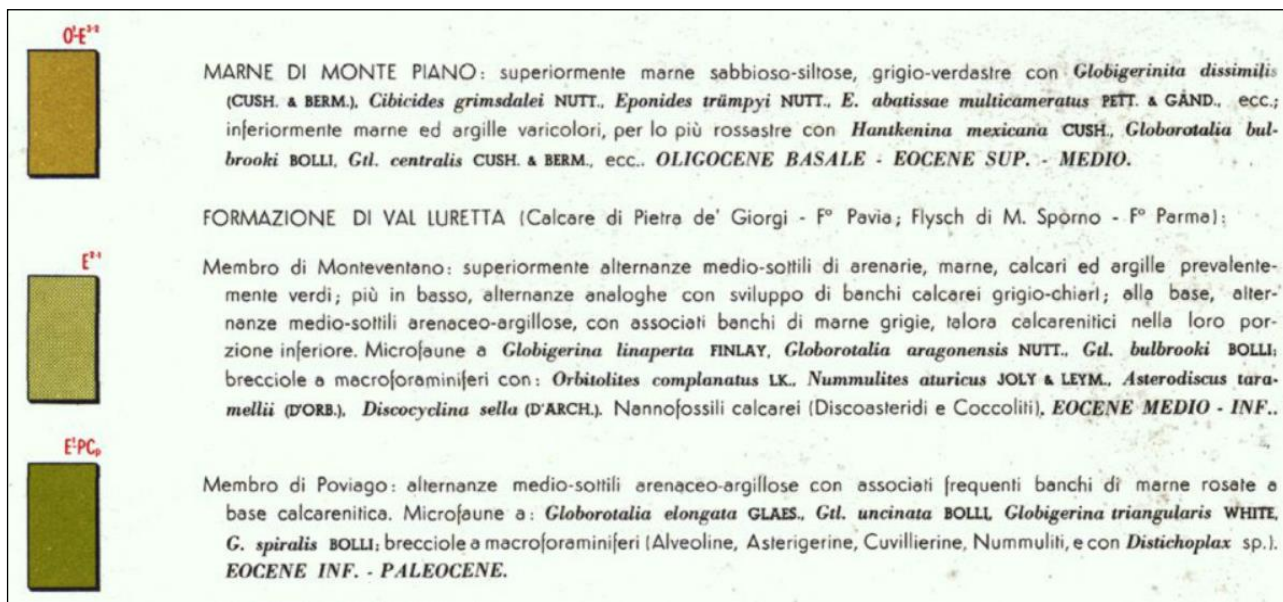 O¹-E³⁻²
MARNE DI MONTE PIANO: superiormente marne sabbioso-siltose, grigio-verdastre con Globigerinita dissimilis
(CUSH. & BERM.), Cibicides grimsdalei NUTT., Eponides trümpyi NUTT., E. abatissae multicameratus PETT. & GAND., ecc.;
inferiormente marne ed argille varicolori, per lo più rossastre con Hantkenina mexicana CUSH., Globorotalia bul-
brooki BOLLI, Gtl. centralis CUSH. & BERM., ecc.. OLIGOCENE BASALE - EOCENE SUP. - MEDIO.
FORMAZIONE DI VAL LURETTA (Calcare di Pietra de' Giorgi - Fº Pavia; Flysch di M. Sporno - Fº Parma):
E²⁻¹
Membro di Monteventano: superiormente alternanze medio-sottili di arenarie, marne, calcari ed argille prevalente-
mente verdi; più in basso, alternanze analoghe con sviluppo di banchi calcarei grigio-chiari; alla base, alter-
nanze medio-sottili arenaceo-argillose, con associati banchi di marne grigie, talora calcarenitici nella loro por-
zione inferiore. Microfaune a Globigerina linaperta FINLAY, Globorotalia aragonensis NUTT., Gtl. bulbrooki BOLLI;
brecciole a macroforaminiferi con: Orbitolites complanatus LK., Nummulites aturicus JOLY & LEYM., Asterodiscus tara-
mellii (D'ORB.), Discocyclina sella (D'ARCH.). Nannofossili calcarei (Discoasteridi e Coccoliti). EOCENE MEDIO - INF..
E¹-PCₚ
Membro di Poviago: alternanze medio-sottili arenaceo-argillose con associati frequenti banchi di marne rosate a
base calcarenitica. Microfaune a: Globorotalia elongata GLAES., Gtl. uncinata BOLLI, Globigerina triangularis WHITE,
G. spiralis BOLLI; brecciole a macroforaminiferi (Alveoline, Asterigerine, Cuvillierine, Nummuliti, e con Distichoplax sp.).
EOCENE INF. - PALEOCENE.